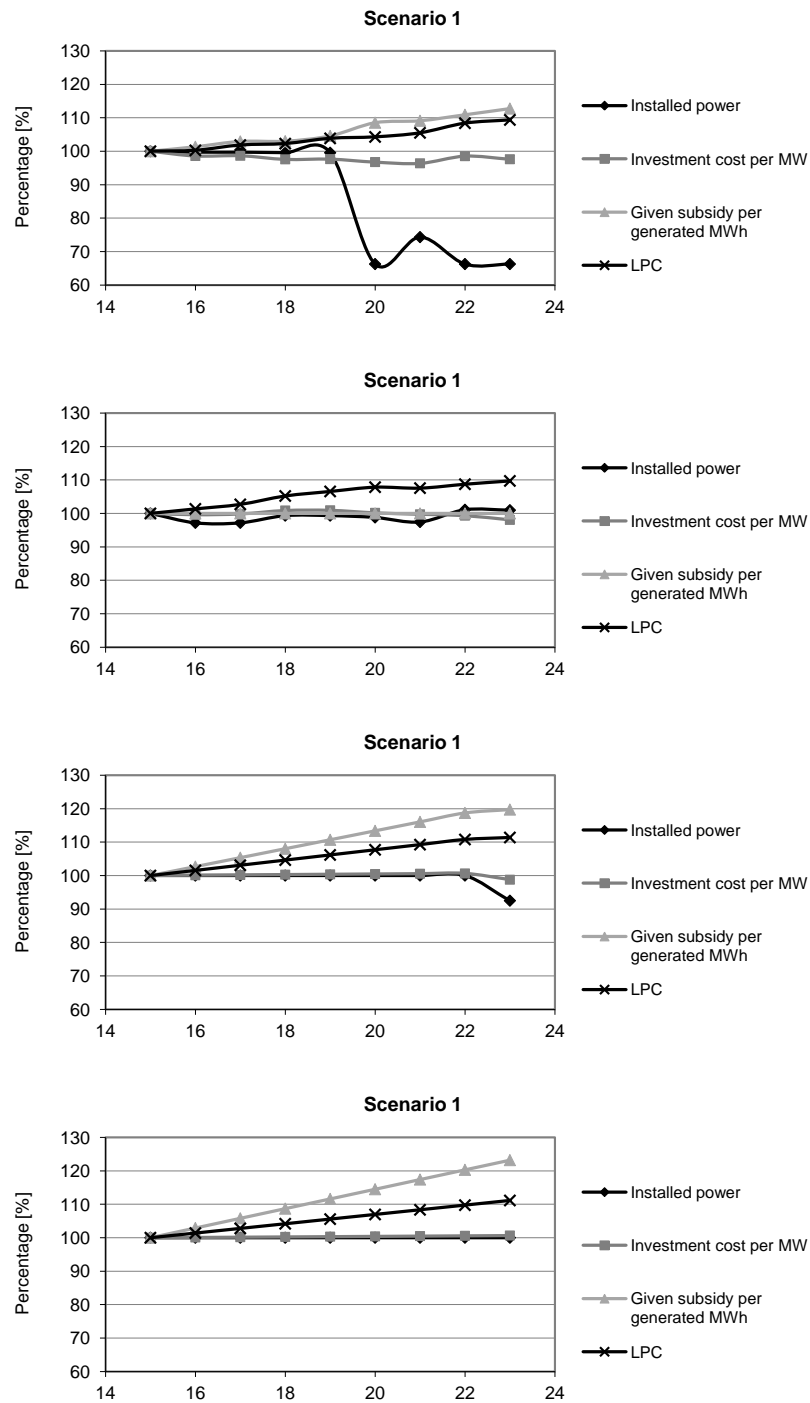 Scenario 1
Percentage [%]
130
120
110
100
90
80
70
60
14 16 18 20 22 24
Installed power
Investment cost per MW
Given subsidy per
generated MWh
LPC
Scenario 1
Percentage [%]
130
120
110
100
90
80
70
60
14 16 18 20 22 24
Installed power
Investment cost per MW
Given subsidy per
generated MWh
LPC
Scenario 1
Percentage [%]
130
120
110
100
90
80
70
60
14 16 18 20 22 24
Installed power
Investment cost per MW
Given subsidy per
generated MWh
LPC
Scenario 1
Percentage [%]
130
120
110
100
90
80
70
60
14 16 18 20 22 24
Installed power
Investment cost per MW
Given subsidy per
generated MWh
LPC